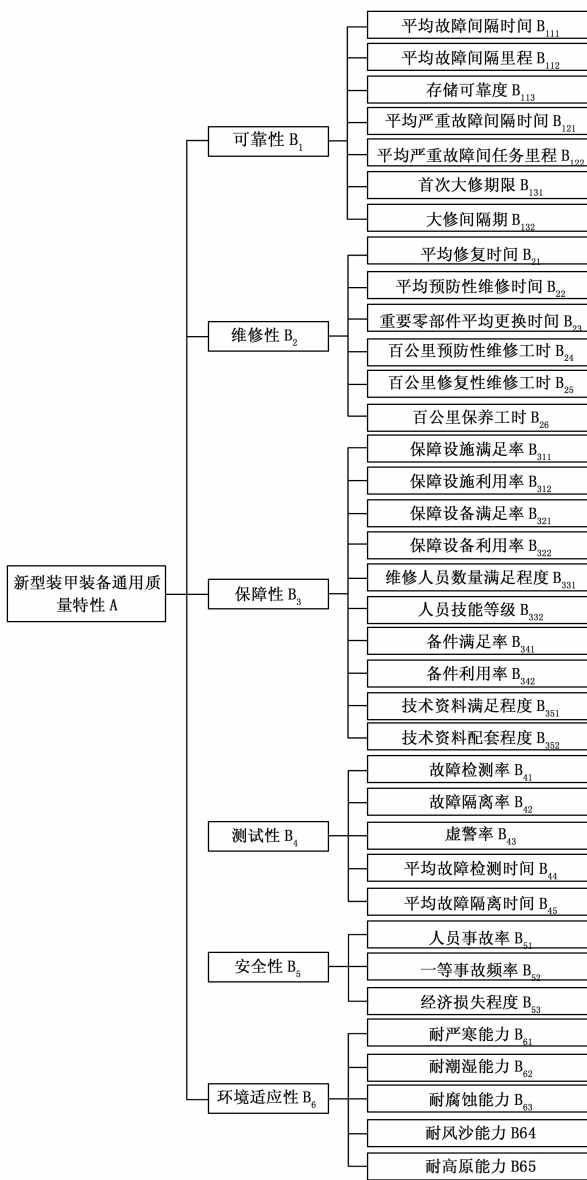 新型装甲装备通用质
量特性 A
可靠性 B₁
平均故障间隔时间 B₁₁₁
平均故障间隔里程 B₁₁₂
存储可靠度 B₁₁₃
平均严重故障间隔时间 B₁₂₁
平均严重故障间任务里程 B₁₂₂
首次大修期限 B₁₃₁
大修间隔期 B₁₃₂
维修性 B₂
平均修复时间 B₂₁
平均预防性维修时间 B₂₂
重要零部件平均更换时间 B₂₃
百公里预防性维修工时 B₂₄
百公里修复性维修工时 B₂₅
百公里保养工时 B₂₆
保障性 B₃
保障设施满足率 B₃₁₁
保障设施利用率 B₃₁₂
保障设备满足率 B₃₂₁
保障设备利用率 B₃₂₂
维修人员数量满足程度 B₃₃₁
人员技能等级 B₃₃₂
备件满足率 B₃₄₁
备件利用率 B₃₄₂
技术资料满足程度 B₃₅₁
技术资料配套程度 B₃₅₂
测试性 B₄
故障检测率 B₄₁
故障隔离率 B₄₂
虚警率 B₄₃
平均故障检测时间 B₄₄
平均故障隔离时间 B₄₅
安全性 B₅
人员事故率 B₅₁
一等事故频率 B₅₂
经济损失程度 B₅₃
环境适应性 B₆
耐严寒能力 B₆₁
耐潮湿能力 B₆₂
耐腐蚀能力 B₆₃
耐风沙能力 B64
耐高原能力 B65